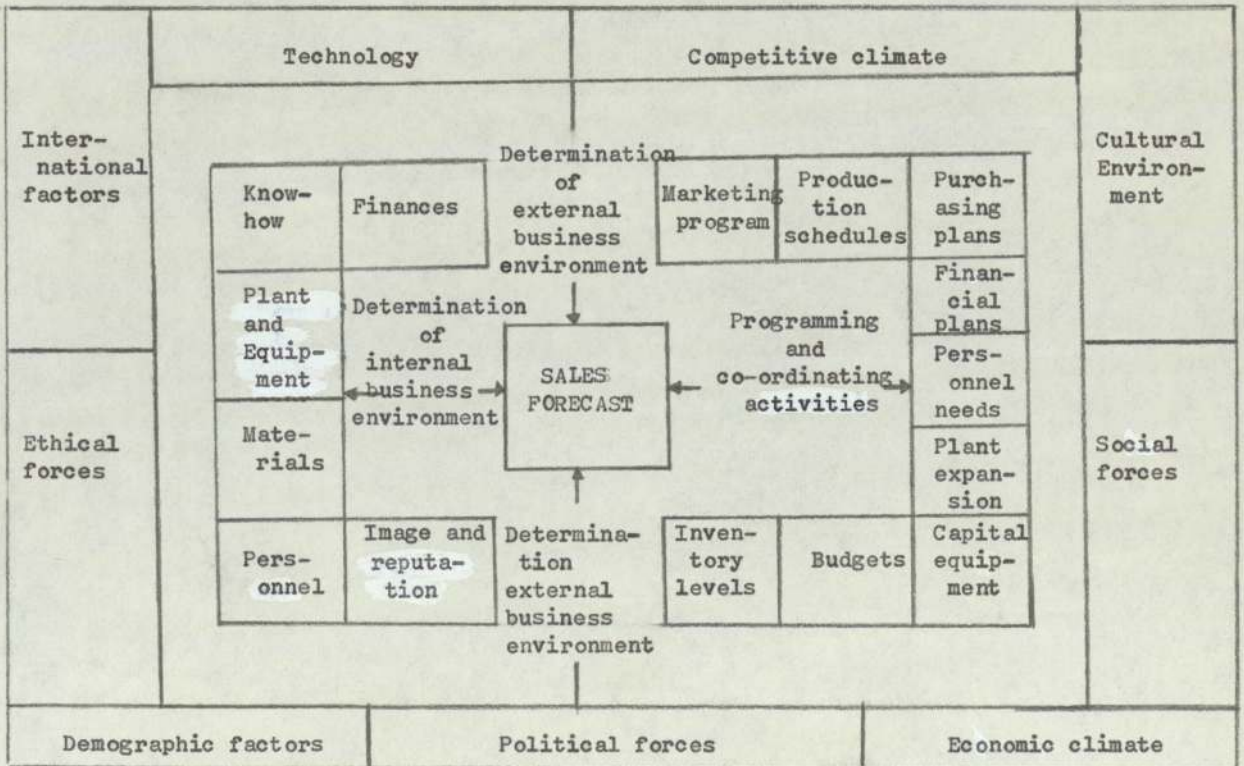 Technology
Competitive climate
Inter-
national
factors
Cultural
Environ-
ment
Ethical
forces
Social
forces
Know-
how
Finances
Plant
and
Equip-
ment
Mate-
rials
Pers-
onnel
Image and
reputa-
tion
Determination
of
external
business
environment
Determination
of
internal
business
environment
SALES
FORECAST
Programming
and
co-ordinating
activities
Determina-
tion
external
business
environment
Marketing
program
Produc-
tion
schedules
Purch-
asing
plans
Finan-
cial
plans
Pers-
onnel
needs
Plant
expan-
sion
Inven-
tory
levels
Budgets
Capital
equip-
ment
Demographic factors
Political forces
Economic climate